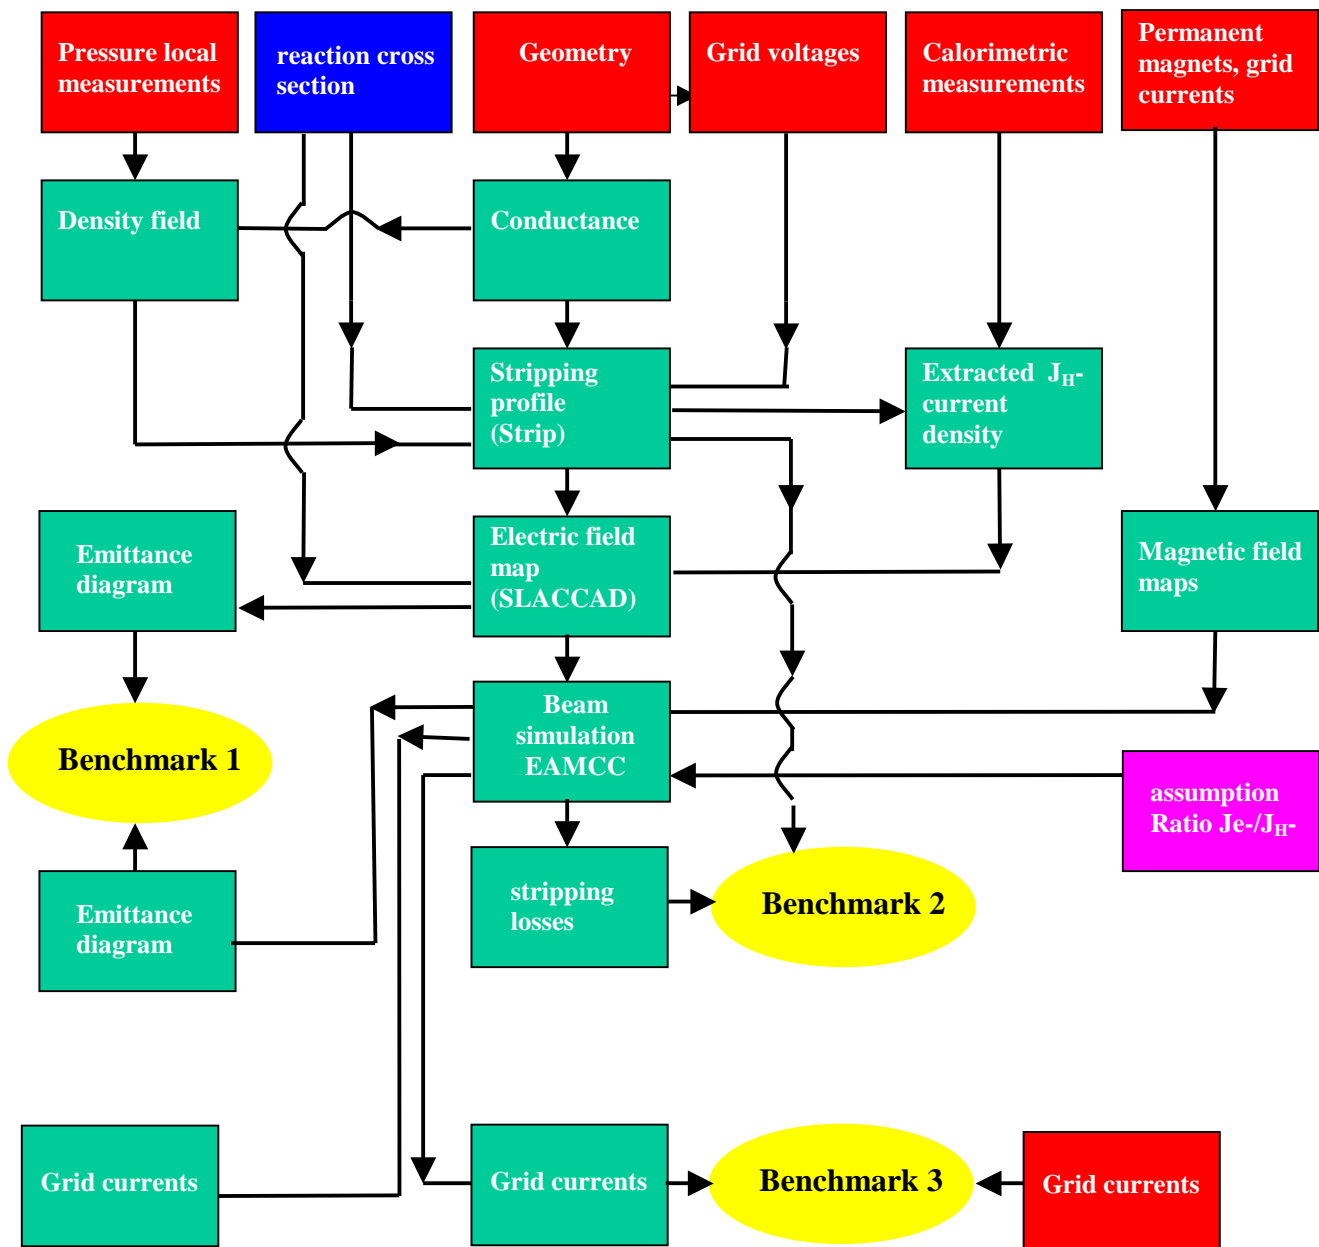 Pressure local
measurements
reaction cross
section
Geometry
Grid voltages
Calorimetric
measurements
Permanent
magnets, grid
currents
Density field
Conductance
Stripping
profile
(Strip)
Extracted JH-
current
density
Emittance
diagram
Electric field
map
(SLACCAD)
Magnetic field
maps
Benchmark 1
Beam
simulation
EAMCC
assumption
Ratio Je-/JH-
Emittance
diagram
stripping
losses
Benchmark 2
Grid currents
Grid currents
Benchmark 3
Grid currents